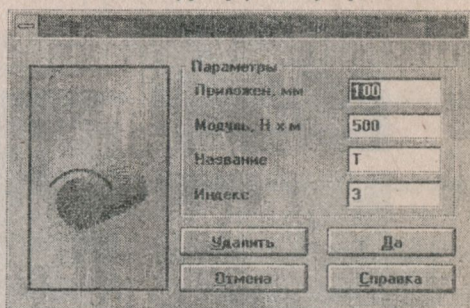 Параметры
Приложен, мм 100
Модуль, Н х м 500
Название T
Индекс 3
Удалить Да
Отмена Справка